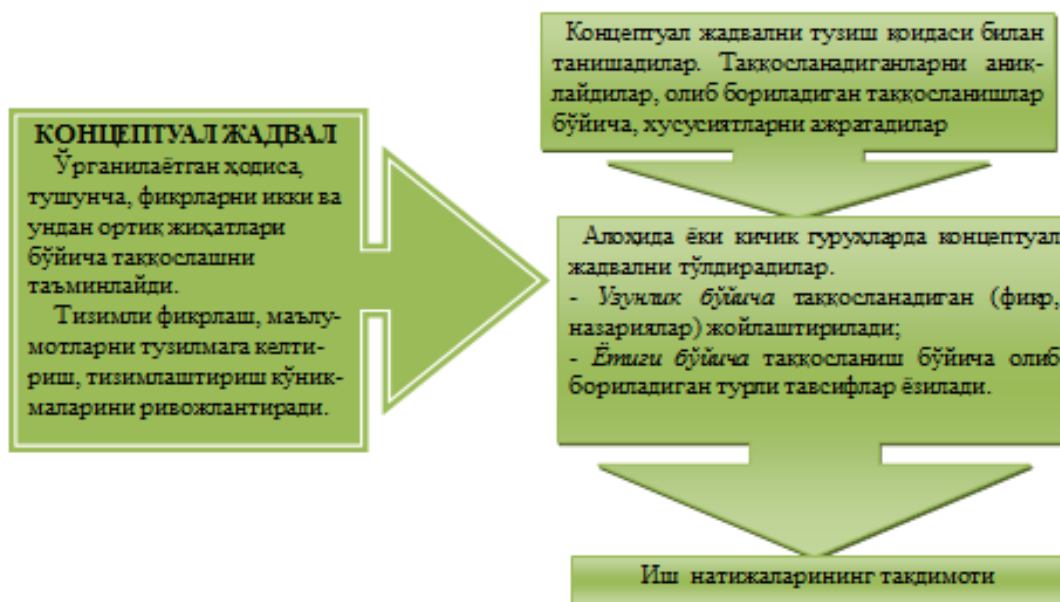 КОНЦЕПТУАЛ ЖАДВАЛ
Ўрганилаётган ҳодиса,
тушунча, фикрларни икки ва
ундан ортиқ жиҳатлари
бўйича таққослашни
таъминлайди.
Тизимли фикрлаш, маълу-
мотларни тузилмага келти-
риш, тизимлаштириш кўник-
маларини ривожлантиради.
Концептуал жадвални тузиш қоидаси билан
танишадилар. Таққосланадиганларни аниқ-
лайдилар, олиб бориладиган таққосланишлар
бўйича, хусусиятларни ажратадилар
Алоҳида ёки кичик гуруҳларда концептуал
жадвални тўлдирадилар.
- Узунлик бўйича таққосланадиган (фикр,
назариялар) жойлаштирилади;
- Ётиғи бўйича таққосланиш бўйича олиб
бориладиган турли тавсифлар ёзилади.
Иш натижаларининг тақдимоти